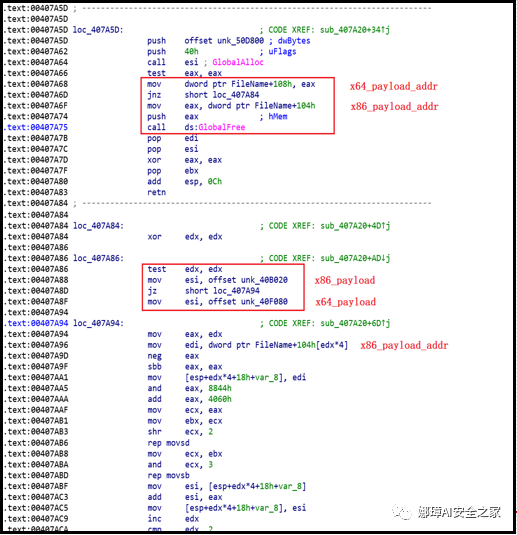 .text:00407A5D ; ---------------------------------------------------------------------------
.text:00407A5D
.text:00407A5D loc_407A5D: ; CODE XREF: sub_407A20+34↑j
.text:00407A5D push offset unk_50D800 ; dwBytes
.text:00407A62 push 40h ; uFlags
.text:00407A64 call esi ; GlobalAlloc
.text:00407A66 test eax, eax
.text:00407A68 mov dword ptr FileName+108h, eax x64_payload_addr
.text:00407A6D jnz short loc_407A84
.text:00407A6F mov eax, dword ptr FileName+104h x86_payload_addr
.text:00407A74 push eax ; hMem
.text:00407A75 call ds:GlobalFree
.text:00407A7B pop edi
.text:00407A7C pop esi
.text:00407A7D xor eax, eax
.text:00407A7F pop ebx
.text:00407A80 add esp, 0Ch
.text:00407A83 retn
.text:00407A84 ; ---------------------------------------------------------------------------
.text:00407A84
.text:00407A84 loc_407A84: ; CODE XREF: sub_407A20+4D↑j
.text:00407A84 xor edx, edx
.text:00407A86
.text:00407A86 loc_407A86: ; CODE XREF: sub_407A20+AD↓j
.text:00407A86 test edx, edx
.text:00407A88 mov esi, offset unk_40B020 x86_payload
.text:00407A8D jz short loc_407A94
.text:00407A8F mov esi, offset unk_40F080 x64_payload
.text:00407A94
.text:00407A94 loc_407A94: ; CODE XREF: sub_407A20+6D↑j
.text:00407A94 mov eax, edx
.text:00407A96 mov edi, dword ptr FileName+104h[edx*4] x86_payload_addr
.text:00407A9D neg eax
.text:00407A9F sbb eax, eax
.text:00407AA1 mov [esp+edx*4+18h+var_8], edi
.text:00407AA5 and eax, 8844h
.text:00407AAA add eax, 4060h
.text:00407AAF mov ecx, eax
.text:00407AB1 mov ebx, ecx
.text:00407AB3 shr ecx, 2
.text:00407AB6 rep movsd
.text:00407AB8 mov ecx, ebx
.text:00407ABA and ecx, 3
.text:00407ABD rep movsb
.text:00407ABF mov esi, [esp+edx*4+18h+var_8]
.text:00407AC3 add esi, eax
.text:00407AC5 mov [esp+edx*4+18h+var_8], esi
.text:00407AC9 inc edx
.text:00407ACA cmp edx, 2
娜璋AI安全之家